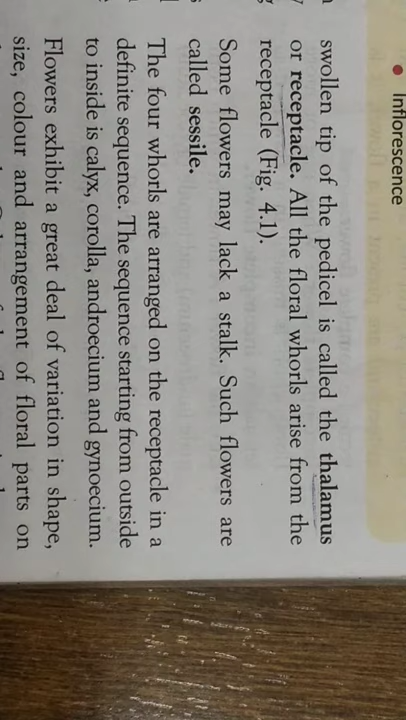 • Inflorescence
swollen tip of the pedicel is called the thalamus
or receptacle. All the floral whorls arise from the
receptacle (Fig. 4.1).
Some flowers may lack a stalk. Such flowers are
called sessile.
The four whorls are arranged on the receptacle in a
definite sequence. The sequence starting from outside
to inside is calyx, corolla, androecium and gynoecium.
Flowers exhibit a great deal of variation in shape,
size, colour and arrangement of floral parts on